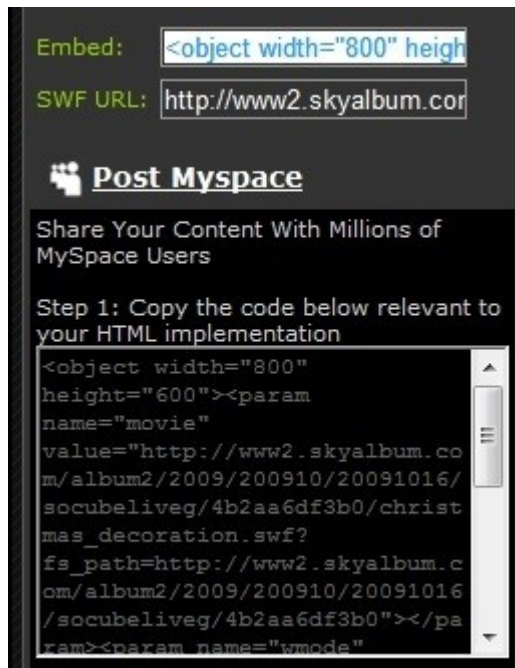 Embed: <object width="800" heigh
SWF URL: http://www2.skyalbum.cor
Post Myspace
Share Your Content With Millions of
MySpace Users
Step 1: Copy the code below relevant to
your HTML implementation
<object width="800"
height="600"><param
name="movie"
value="http://www2.skyalbum.co
m/album2/2009/200910/20091016/
socubeliveg/4b2aa6df3b0/christ
mas_decoration.swf?
fs_path=http://www2.skyalbum.c
om/album2/2009/200910/20091016
/socubeliveg/4b2aa6df3b0"></pa
ram><param name="wmode"